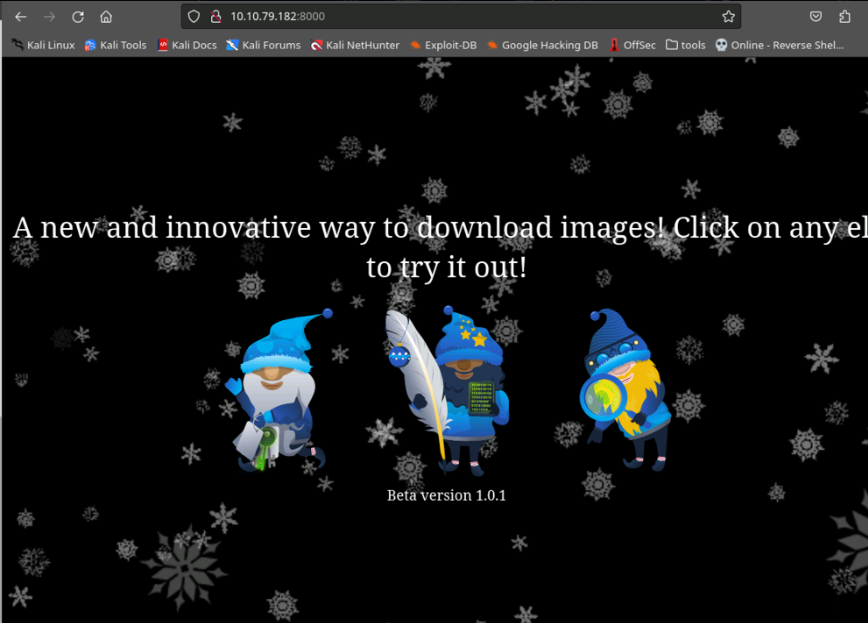 10.10.79.182:8000
Kali Linux Kali Tools Kali Docs Kali Forums Kali NetHunter Exploit-DB Google Hacking DB OffSec tools Online - Reverse Shel...
A new and innovative way to download images! Click on any el
to try it out!
Beta version 1.0.1